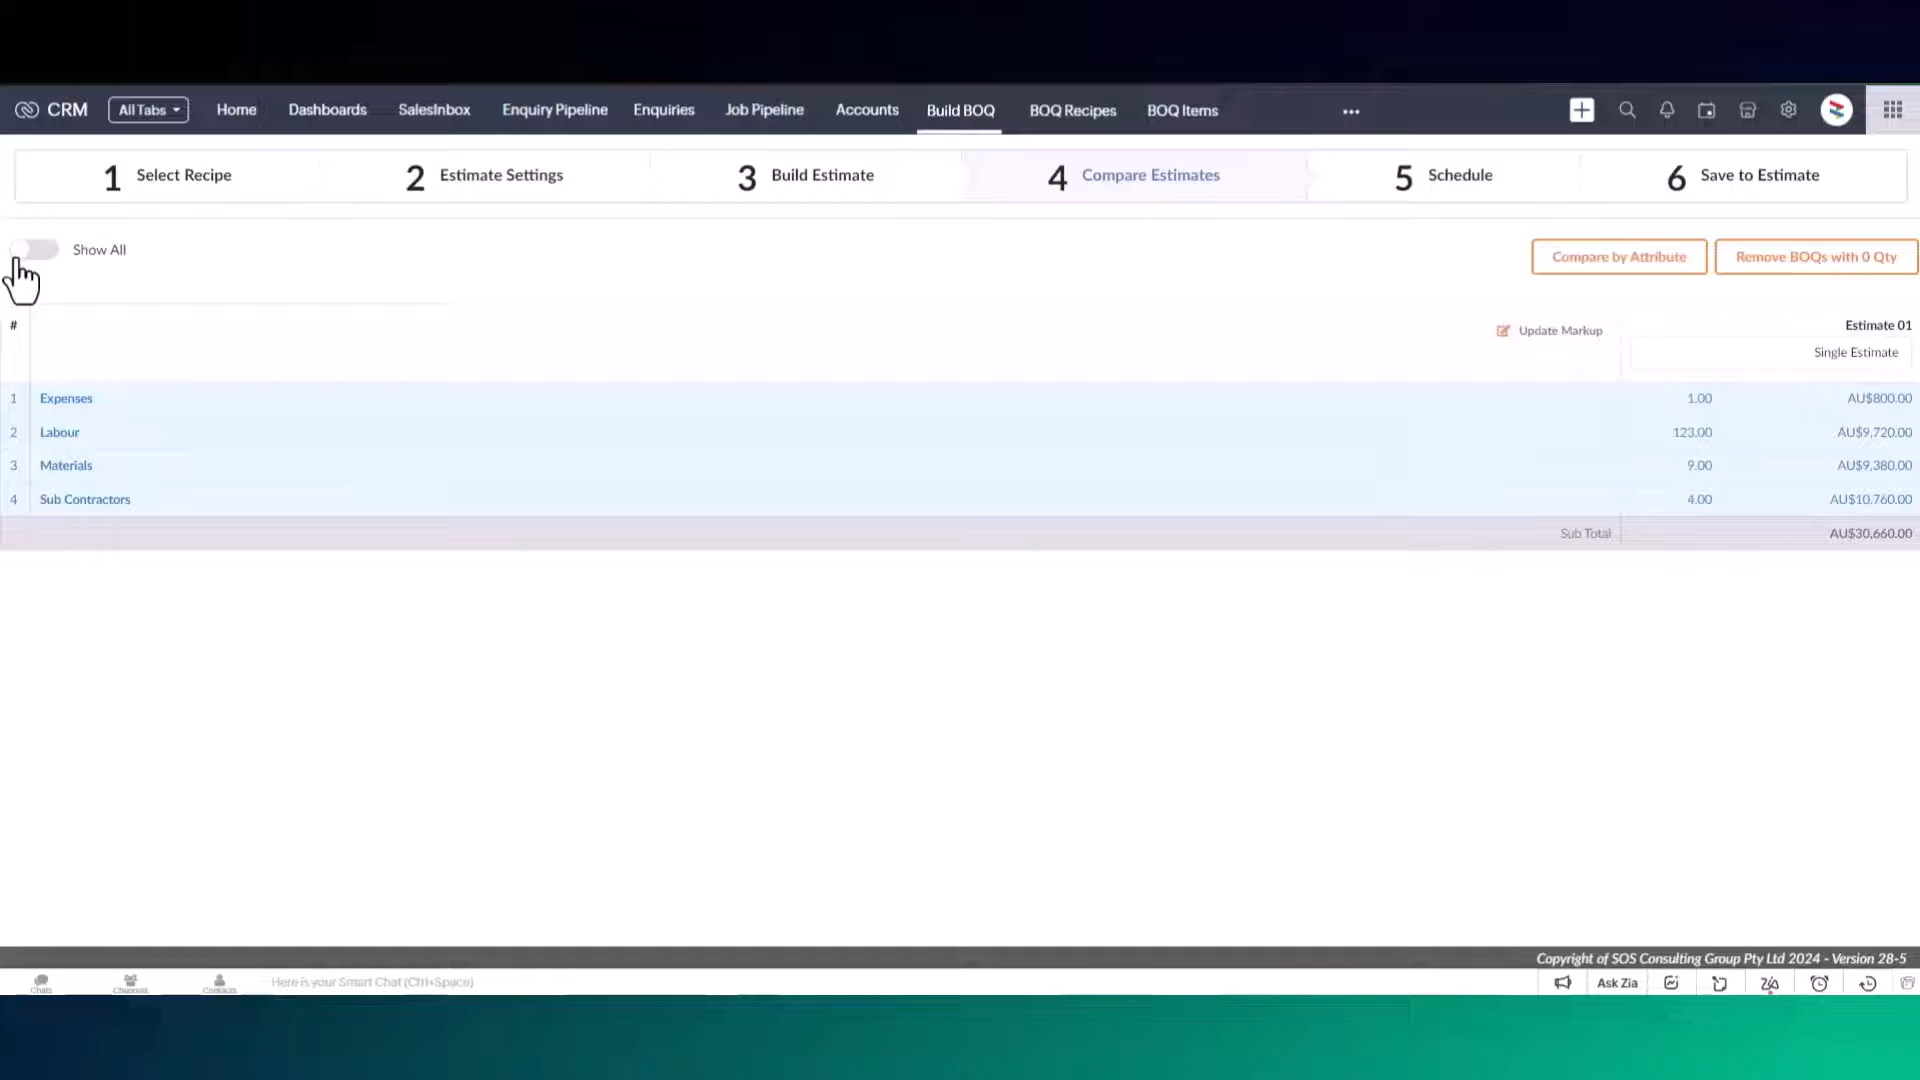 CRM All Tabs Home Dashboards SalesInbox Enquiry Pipeline Enquiries Job Pipeline Accounts Build BOQ BOQ Recipes BOQ Items ...
1 Select Recipe 2 Estimate Settings 3 Build Estimate 4 Compare Estimates 5 Schedule 6 Save to Estimate
Show All
Compare by Attribute Remove BOQs with 0 Qty
# Update Markup Estimate 01
Single Estimate
1 Expenses 1.00 AU$800.00
2 Labour 123.00 AU$9,720.00
3 Materials 9.00 AU$9,380.00
4 Sub Contractors 4.00 AU$10.760.00
Sub Total AU$30,660.00
Copyright of SOS Consulting Group Pty Ltd 2024 - Version 28-5
Chats Channels Contacts Here is your Smart Chat (Ctrl+Space) Ask Zia